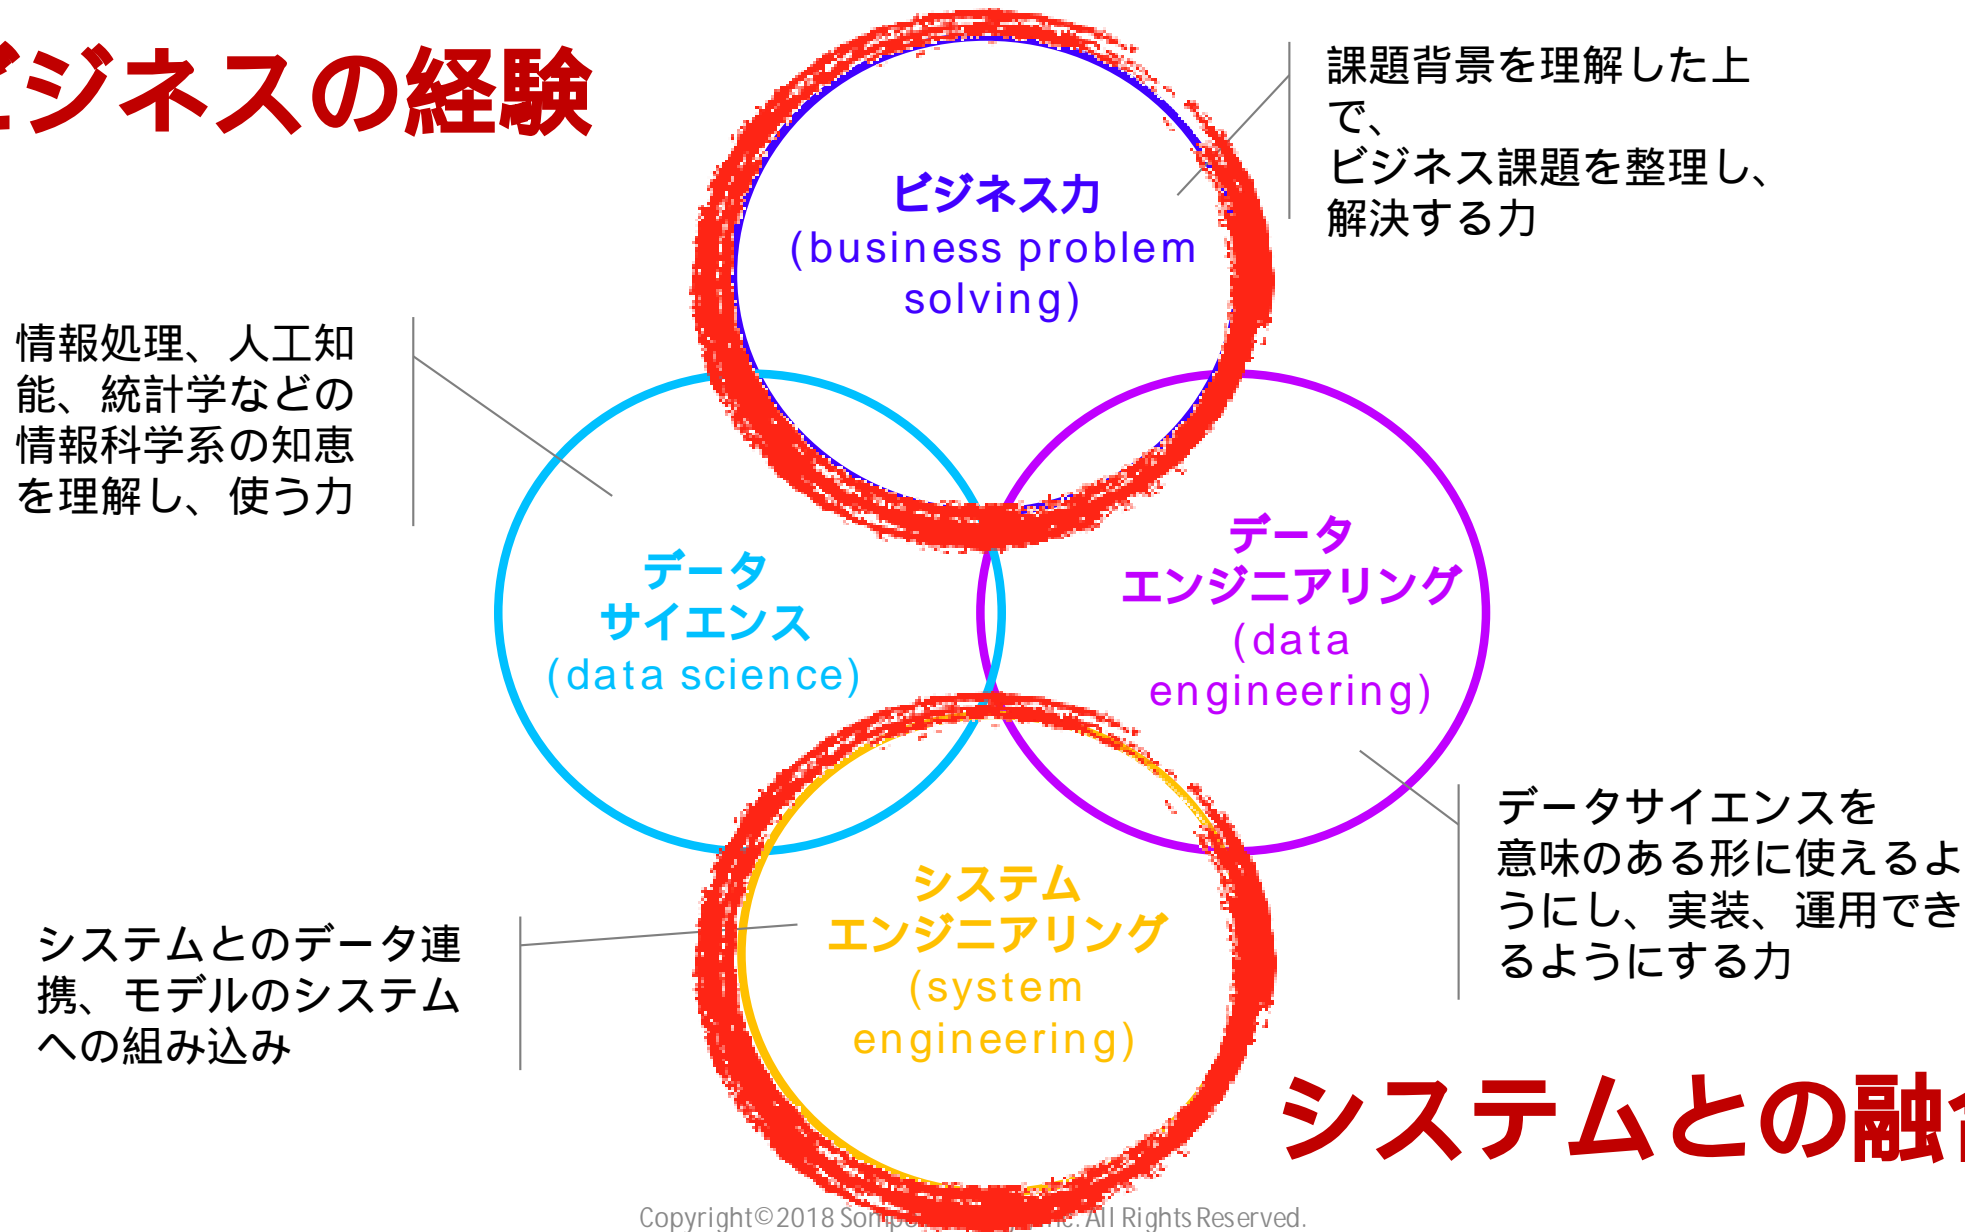 ビジネスの経験
課題背景を理解した上
で、
ビジネス課題を整理し、
解決する力
ビジネス力
(business problem
solving)
情報処理、人工知
能、統計学などの
情報科学系の知恵
を理解し、使う力
データ
サイエンス
(data science)
データ
エンジニアリング
(data
engineering)
データサイエンスを
意味のある形に使えるよ
うにし、実装、運用でき
るようにする力
システムとのデータ連
携、モデルのシステム
への組み込み
システム
エンジニアリング
(system
engineering)
システムとの融合
Copyright©2018 All Rights Reserved.